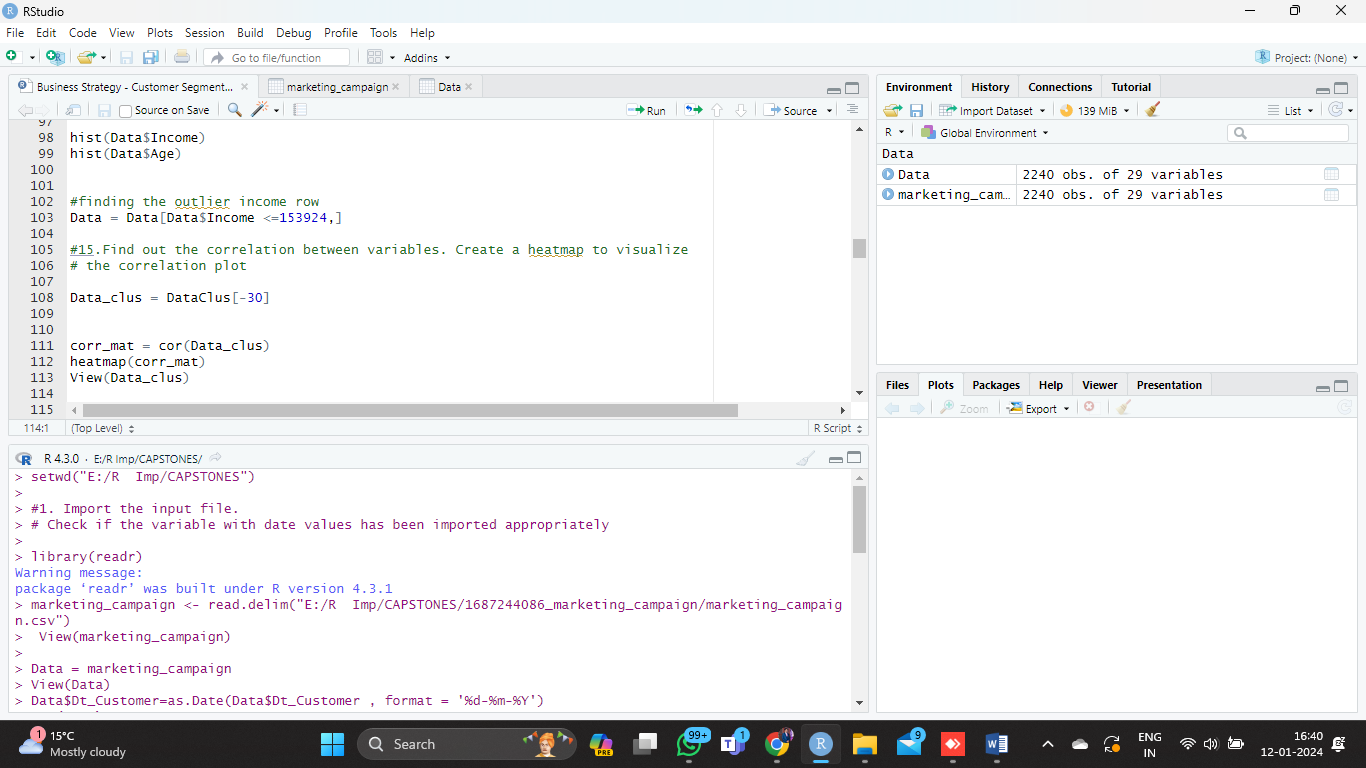 RStudio
File Edit Code View Plots Session Build Debug Profile Tools Help
Go to file/function Addins Project: (None)
Business Strategy - Customer Segment... marketing_campaign Data
Source on Save Run Source
97
98 hist(Data$Income)
99 hist(Data$Age)
100
101
102 #finding the outlier income row
103 Data = Data[Data$Income <=153924,]
104
105 #15.Find out the correlation between variables. Create a heatmap to visualize
106 # the correlation plot
107
108 Data_clus = DataClus[-30]
109
110
111 corr_mat = cor(Data_clus)
112 heatmap(corr_mat)
113 View(Data_clus)
114
115
114:1 (Top Level) R Script
R 4.3.0 · E:/R Imp/CAPSTONES/
> setwd("E:/R  Imp/CAPSTONES")
>
> #1. Import the input file.
> # Check if the variable with date values has been imported appropriately
>
> library(readr)
Warning message:
package ‘readr’ was built under R version 4.3.1
> marketing_campaign <- read.delim("E:/R  Imp/CAPSTONES/1687244086_marketing_campaign/marketing_campaig
n.csv")
>  View(marketing_campaign)
>
> Data = marketing_campaign
> View(Data)
> Data$Dt_Customer=as.Date(Data$Dt_Customer , format = '%d-%m-%Y')
Environment History Connections Tutorial
Import Dataset 139 MiB List
R Global Environment
Data
Data 2240 obs. of 29 variables
marketing_cam… 2240 obs. of 29 variables
Files Plots Packages Help Viewer Presentation
Zoom Export
1 15°C
Mostly cloudy
Search
PRE
99+
1
9
ENG
IN
16:40
12-01-2024